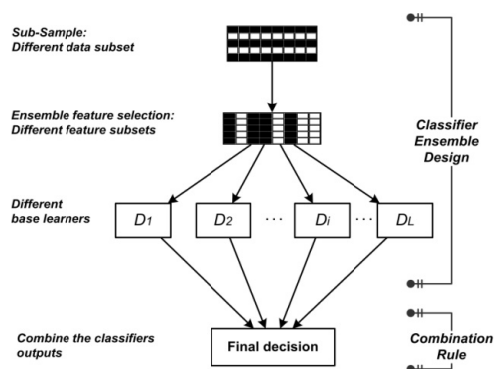 Sub-Sample:
Different data subset
Ensemble feature selection:
Different feature subsets
Classifier
Ensemble
Design
Different
base learners
D1
D2
...
Di
...
DL
Combine the classifiers
outputs
Final decision
Combination
Rule